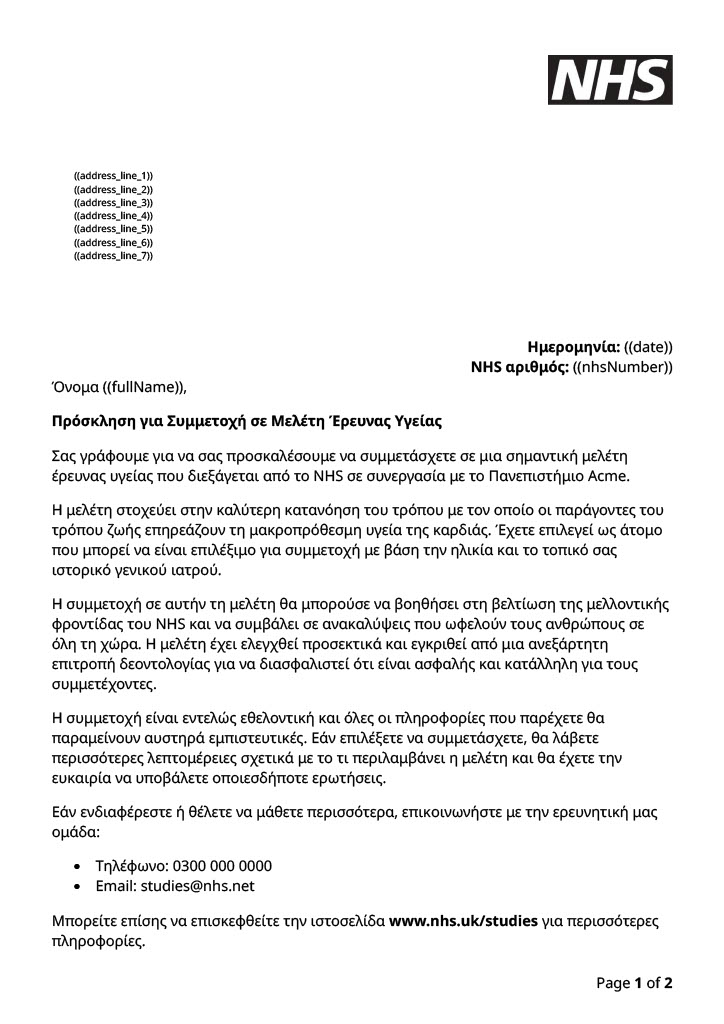 NHS
((address_line_1))
((address_line_2))
((address_line_3))
((address_line_4))
((address_line_5))
((address_line_6))
((address_line_7))
Ημερομηνία: ((date))
NHS αριθμός: ((nhsNumber))
Όνομα ((fullName)),
Πρόσκληση για Συμμετοχή σε Μελέτη Έρευνας Υγείας
Σας γράφουμε για να σας προσκαλέσουμε να συμμετάσχετε σε μια σημαντική μελέτη
έρευνας υγείας που διεξάγεται από το NHS σε συνεργασία με το Πανεπιστήμιο Acme.
Η μελέτη στοχεύει στην καλύτερη κατανόηση του τρόπου με τον οποίο οι παράγοντες του
τρόπου ζωής επηρεάζουν τη μακροπρόθεσμη υγεία της καρδιάς. Έχετε επιλεγεί ως άτομο
που μπορεί να είναι επιλέξιμο για συμμετοχή με βάση την ηλικία και το τοπικό σας
ιστορικό γενικού ιατρού.
Η συμμετοχή σε αυτήν τη μελέτη θα μπορούσε να βοηθήσει στη βελτίωση της μελλοντικής
φροντίδας του NHS και να συμβάλει σε ανακαλύψεις που ωφελούν τους ανθρώπους σε
όλη τη χώρα. Η μελέτη έχει ελεγχθεί προσεκτικά και εγκριθεί από μια ανεξάρτητη
επιτροπή δεοντολογίας για να διασφαλιστεί ότι είναι ασφαλής και κατάλληλη για τους
συμμετέχοντες.
Η συμμετοχή είναι εντελώς εθελοντική και όλες οι πληροφορίες που παρέχετε θα
παραμείνουν αυστηρά εμπιστευτικές. Εάν επιλέξετε να συμμετάσχετε, θα λάβετε
περισσότερες λεπτομέρειες σχετικά με το τι περιλαμβάνει η μελέτη και θα έχετε την
ευκαιρία να υποβάλετε οποιεσδήποτε ερωτήσεις.
Εάν ενδιαφέρεστε ή θέλετε να μάθετε περισσότερα, επικοινωνήστε με την ερευνητική μας
ομάδα:
• Τηλέφωνο: 0300 000 0000
• Email: studies@nhs.net
Μπορείτε επίσης να επισκεφθείτε την ιστοσελίδα www.nhs.uk/studies για περισσότερες
πληροφορίες.
Page 1 of 2